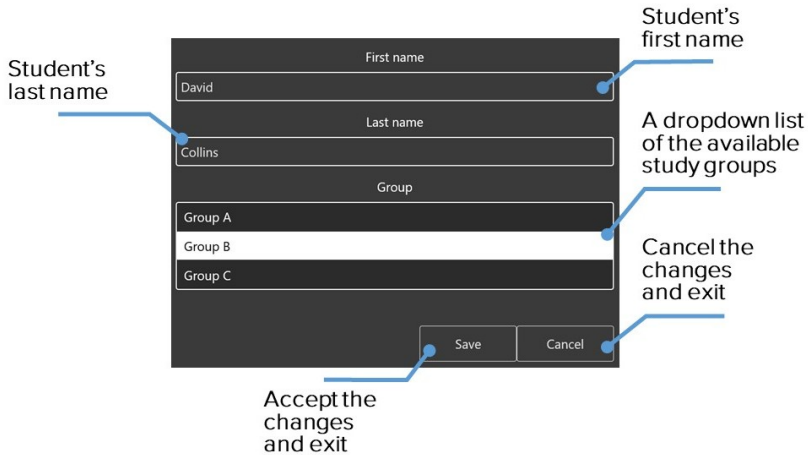 Student's
first name
Student's
last name
First name
David
Last name
Collins
A dropdown list
of the available
study groups
Group
Group A
Group B
Group C
Cancel the
changes
and exit
Save
Cancel
Accept the
changes
and exit